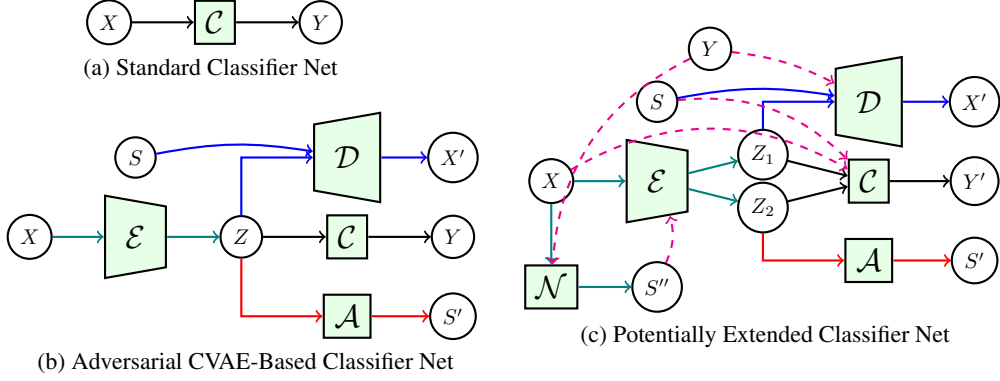 X C Y
(a) Standard Classifier Net
S D X'
X E Z C Y
A S'
(b) Adversarial CVAE-Based Classifier Net
Y
S D X'
X E Z₁ Z₂ C Y'
N S'' A S'
(c) Potentially Extended Classifier Net